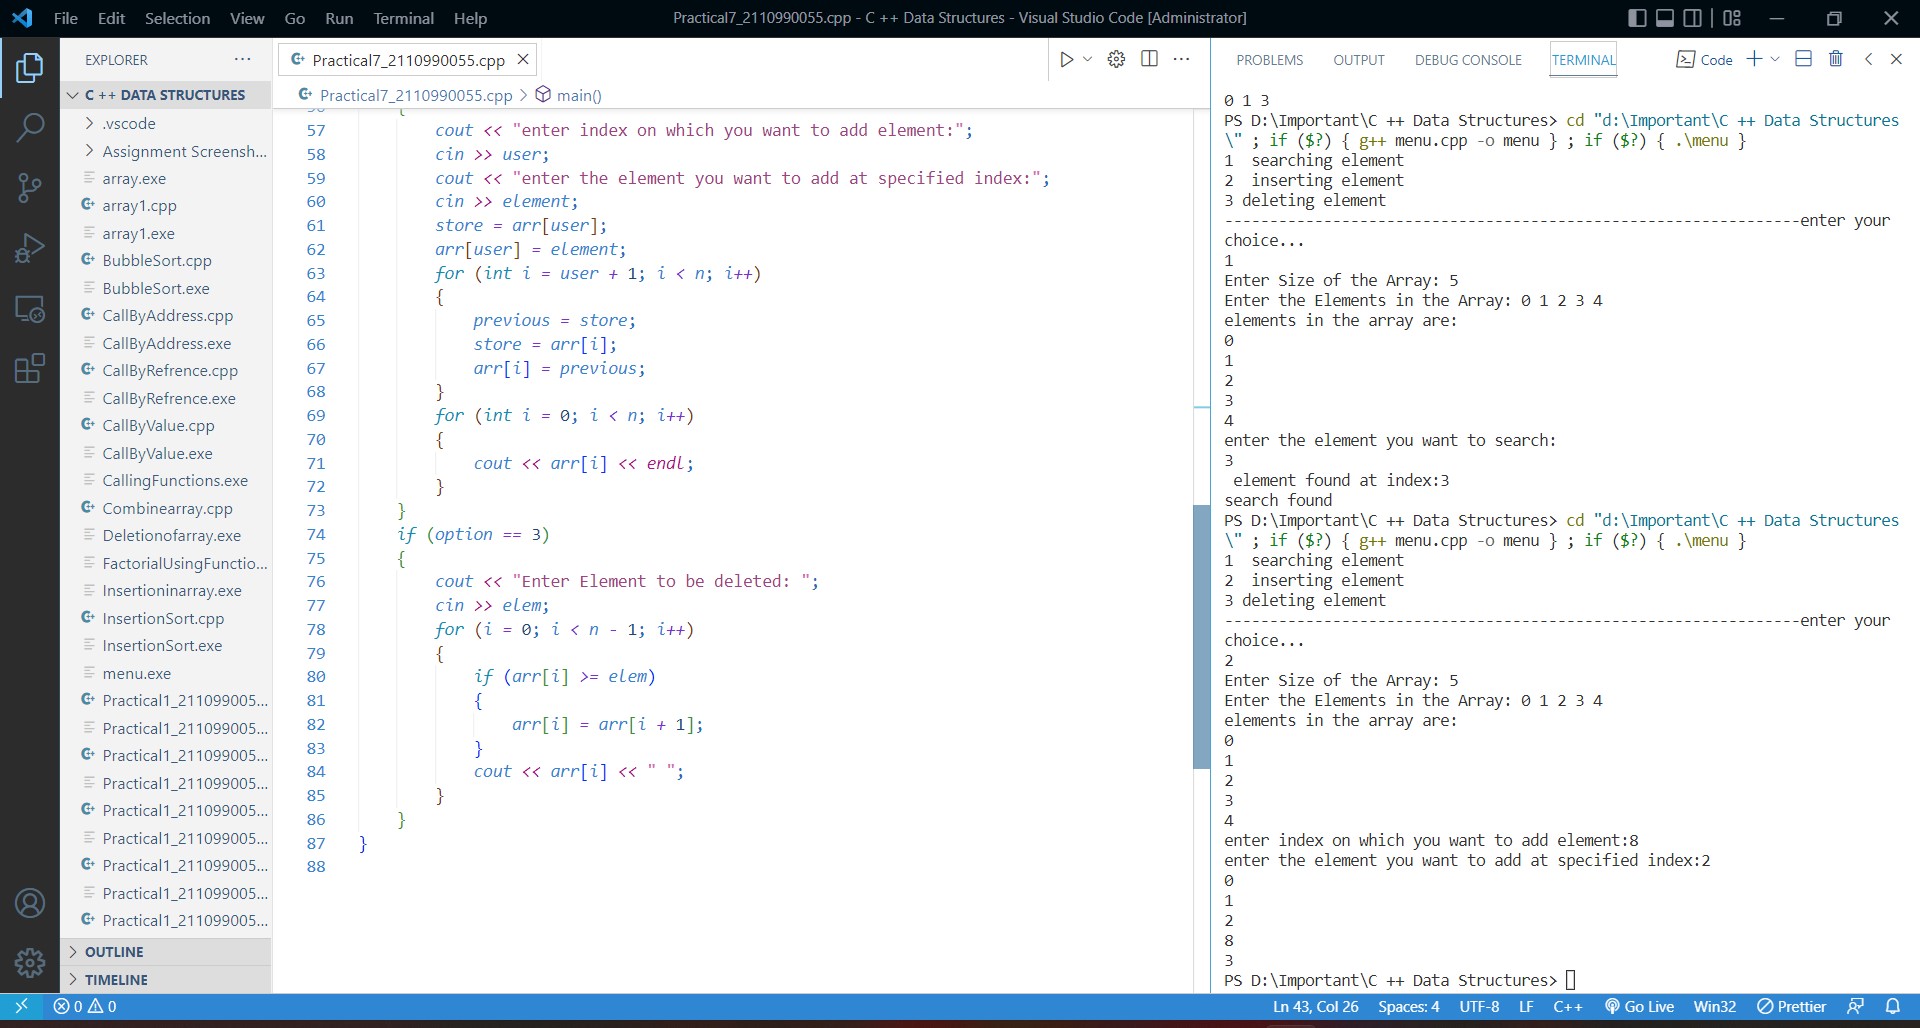 File Edit Selection View Go Run Terminal Help
Practical7_2110990055.cpp - C ++ Data Structures - Visual Studio Code [Administrator]
EXPLORER
C ++ DATA STRUCTURES
.vscode
Assignment Screensh...
array.exe
array1.cpp
array1.exe
BubbleSort.cpp
BubbleSort.exe
CallByAddress.cpp
CallByAddress.exe
CallByRefrence.cpp
CallByRefrence.exe
CallByValue.cpp
CallByValue.exe
CallingFunctions.exe
Combinearray.cpp
Deletionofarray.exe
FactorialUsingFunctio...
Insertioninarray.exe
InsertionSort.cpp
InsertionSort.exe
menu.exe
Practical1_211099005...
Practical1_211099005...
Practical1_211099005...
Practical1_211099005...
Practical1_211099005...
Practical1_211099005...
Practical1_211099005...
Practical1_211099005...
Practical1_211099005...
OUTLINE
TIMELINE
Practical7_2110990055.cpp
Practical7_2110990055.cpp > main()
57 cout << "enter index on which you want to add element:";
58 cin >> user;
59 cout << "enter the element you want to add at specified index:";
60 cin >> element;
61 store = arr[user];
62 arr[user] = element;
63 for (int i = user + 1; i < n; i++)
64 {
65 previous = store;
66 store = arr[i];
67 arr[i] = previous;
68 }
69 for (int i = 0; i < n; i++)
70 {
71 cout << arr[i] << endl;
72 }
73 }
74 if (option == 3)
75 {
76 cout << "Enter Element to be deleted: ";
77 cin >> elem;
78 for (i = 0; i < n - 1; i++)
79 {
80 if (arr[i] >= elem)
81 {
82 arr[i] = arr[i + 1];
83 }
84 cout << arr[i] << " ";
85 }
86 }
87 }
88
PROBLEMS OUTPUT DEBUG CONSOLE TERMINAL Code
0 1 3
PS D:\Important\C ++ Data Structures> cd "d:\Important\C ++ Data Structures
\" ; if ($?) { g++ menu.cpp -o menu } ; if ($?) { .\menu }
1  searching element
2  inserting element
3 deleting element
----------------------------------------------------------------enter your
choice...
1
Enter Size of the Array: 5
Enter the Elements in the Array: 0 1 2 3 4
elements in the array are:
0
1
2
3
4
enter the element you want to search:
3
element found at index:3
search found
PS D:\Important\C ++ Data Structures> cd "d:\Important\C ++ Data Structures
\" ; if ($?) { g++ menu.cpp -o menu } ; if ($?) { .\menu }
1  searching element
2  inserting element
3 deleting element
----------------------------------------------------------------enter your
choice...
2
Enter Size of the Array: 5
Enter the Elements in the Array: 0 1 2 3 4
elements in the array are:
0
1
2
3
4
enter index on which you want to add element:8
enter the element you want to add at specified index:2
0
1
2
8
3
PS D:\Important\C ++ Data Structures>
0 0
Ln 43, Col 26 Spaces: 4 UTF-8 LF C++ Go Live Win32 Prettier